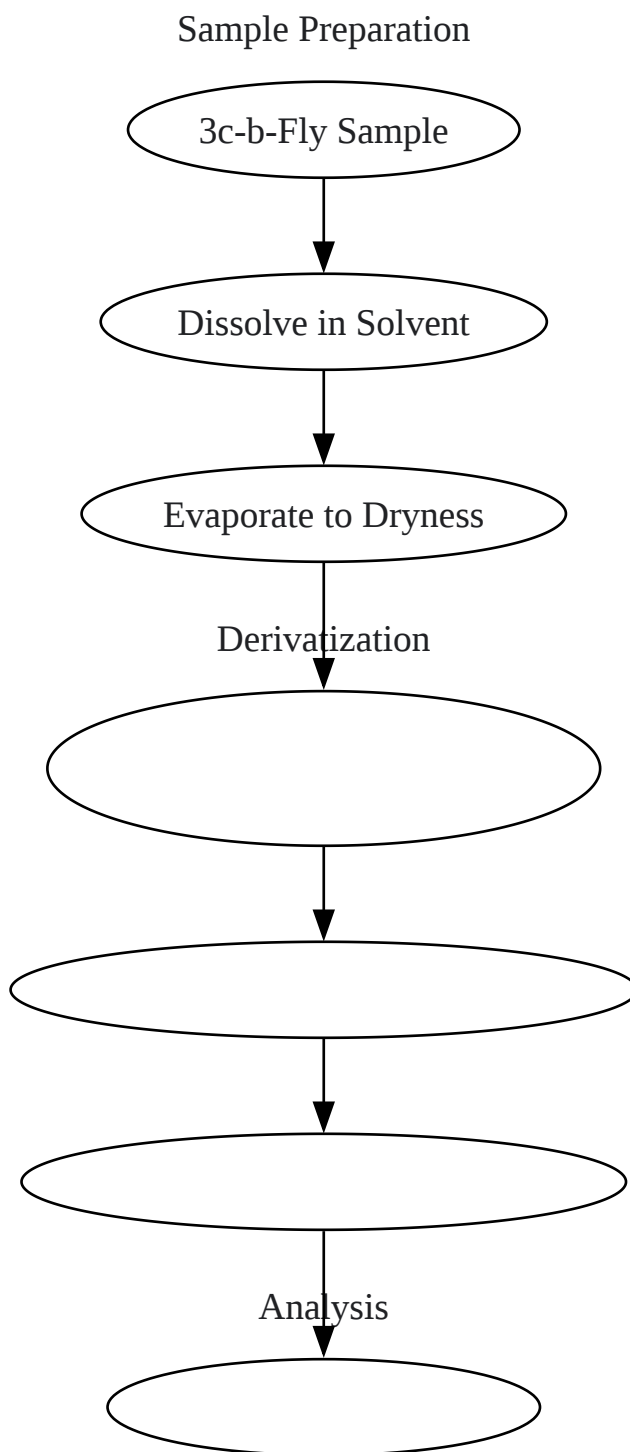 Sample Preparation
3c-b-Fly Sample
Dissolve in Solvent
Evaporate to Dryness
Derivatization
Analysis